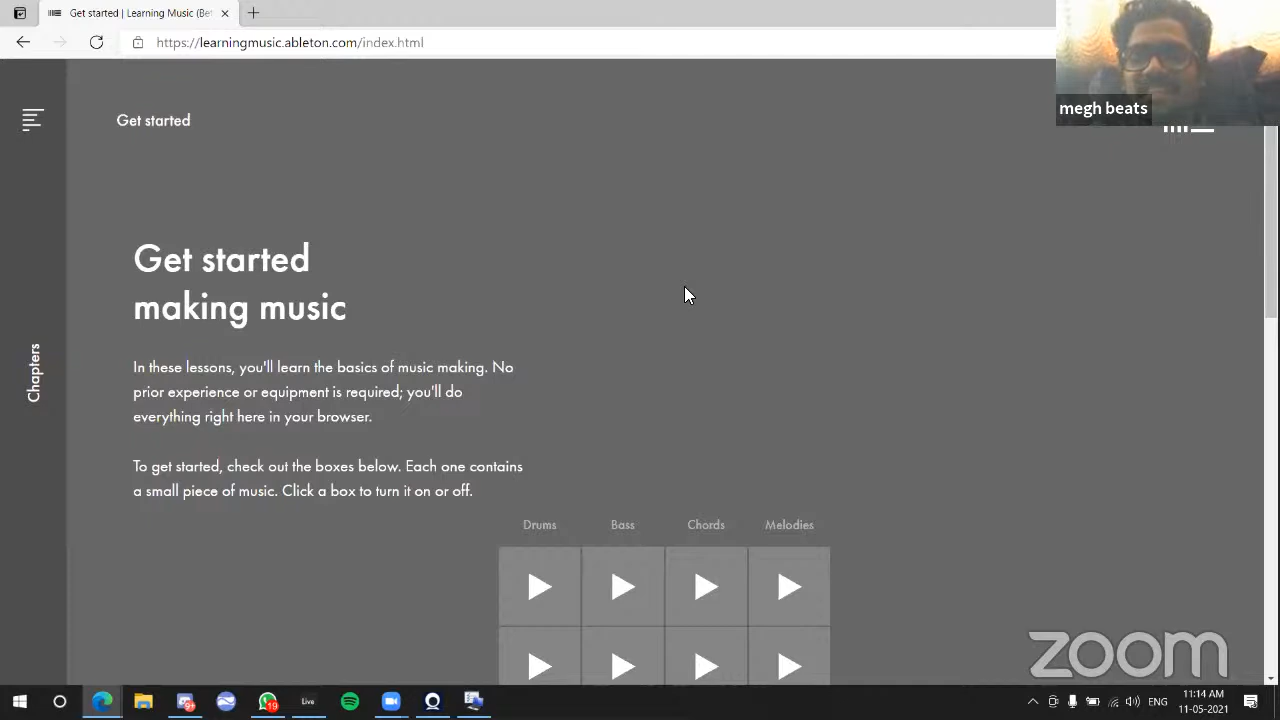 Get started | Learning Music (Bet
https://learningmusic.ableton.com/index.html
megh beats
Get started
Get started
making music
Chapters
In these lessons, you'll learn the basics of music making. No
prior experience or equipment is required; you'll do
everything right here in your browser.
To get started, check out the boxes below. Each one contains
a small piece of music. Click a box to turn it on or off.
Drums Bass Chords Melodies
zoom
9+
19
Live
ENG
11:14 AM
11-05-2021